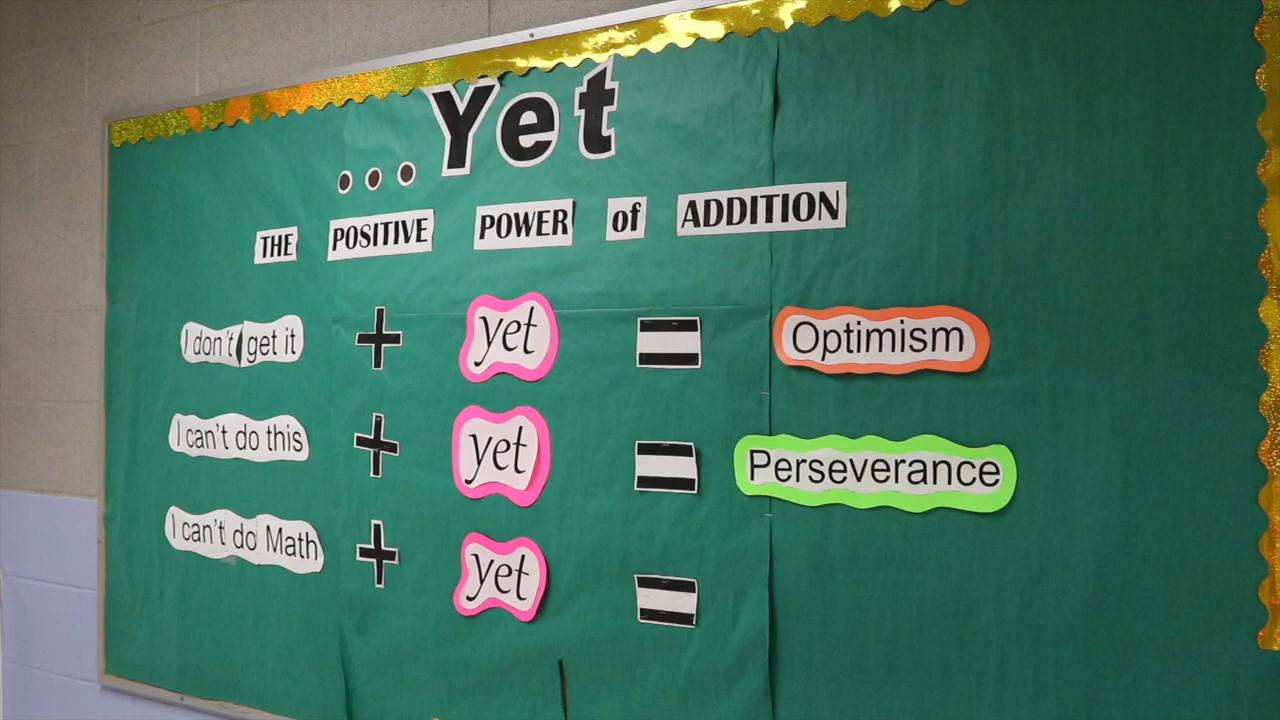 ...Yet
THE POSITIVE POWER of ADDITION
I don't get it + yet = Optimism
I can't do this + yet = Perseverance
I can't do Math + yet =